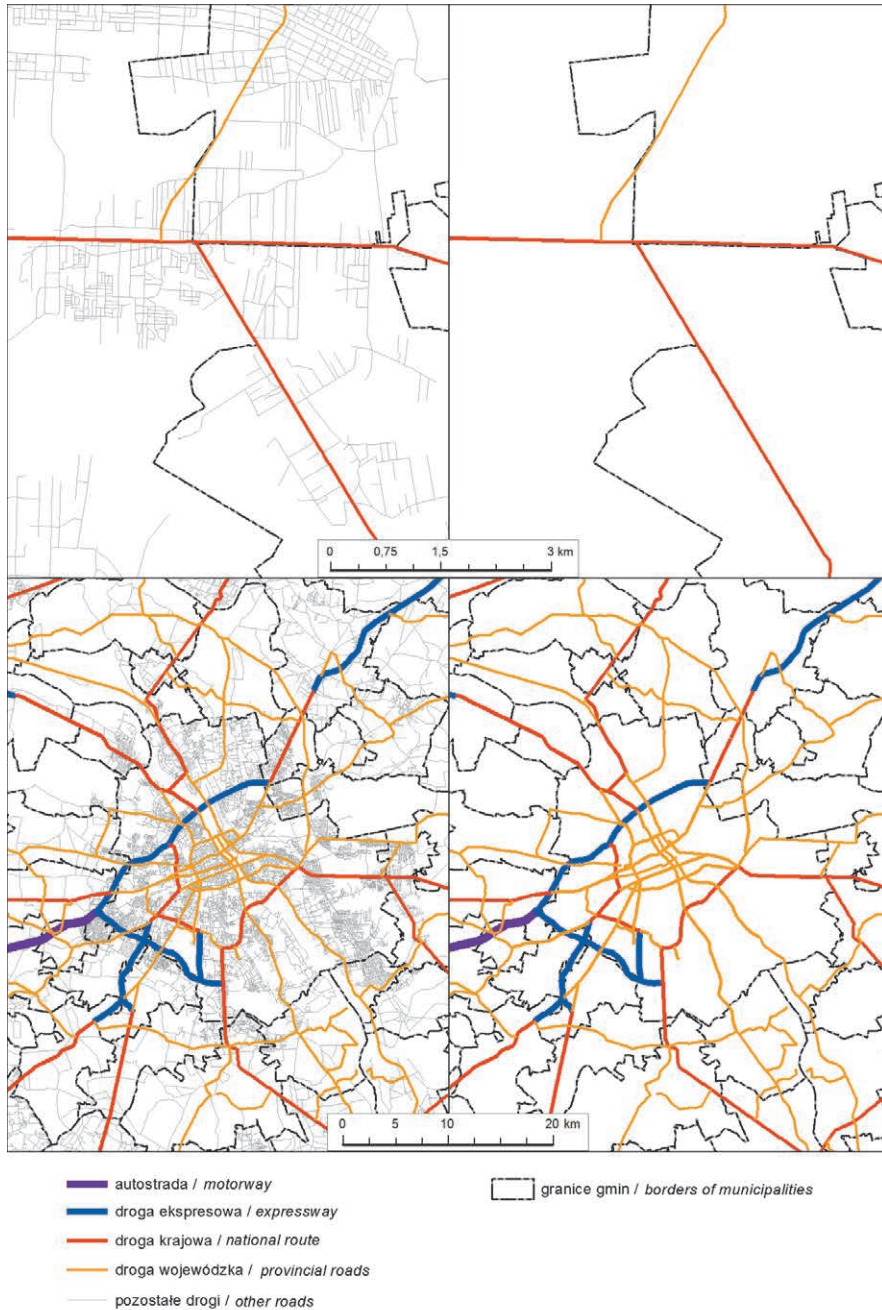 0 0,75 1,5 3 km
0 5 10 20 km
autostrada / motorway
granice gmin / borders of municipalities
droga ekspresowa / expressway
droga krajowa / national route
droga wojewódzka / provincial roads
pozostałe drogi / other roads